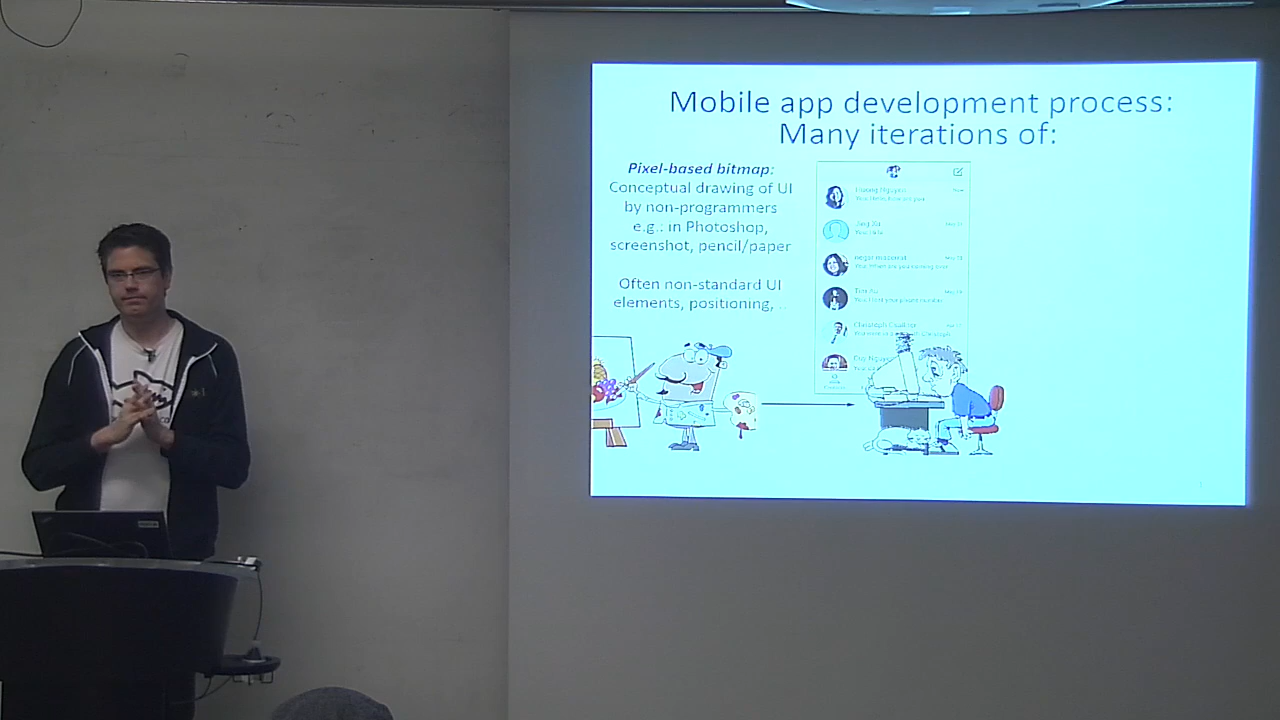 Mobile app development process:
Many iterations of:
Pixel-based bitmap:
Conceptual drawing of UI
by non-programmers
e.g.: in Photoshop,
screenshot, pencil/paper
Often non-standard UI
elements, positioning, ..